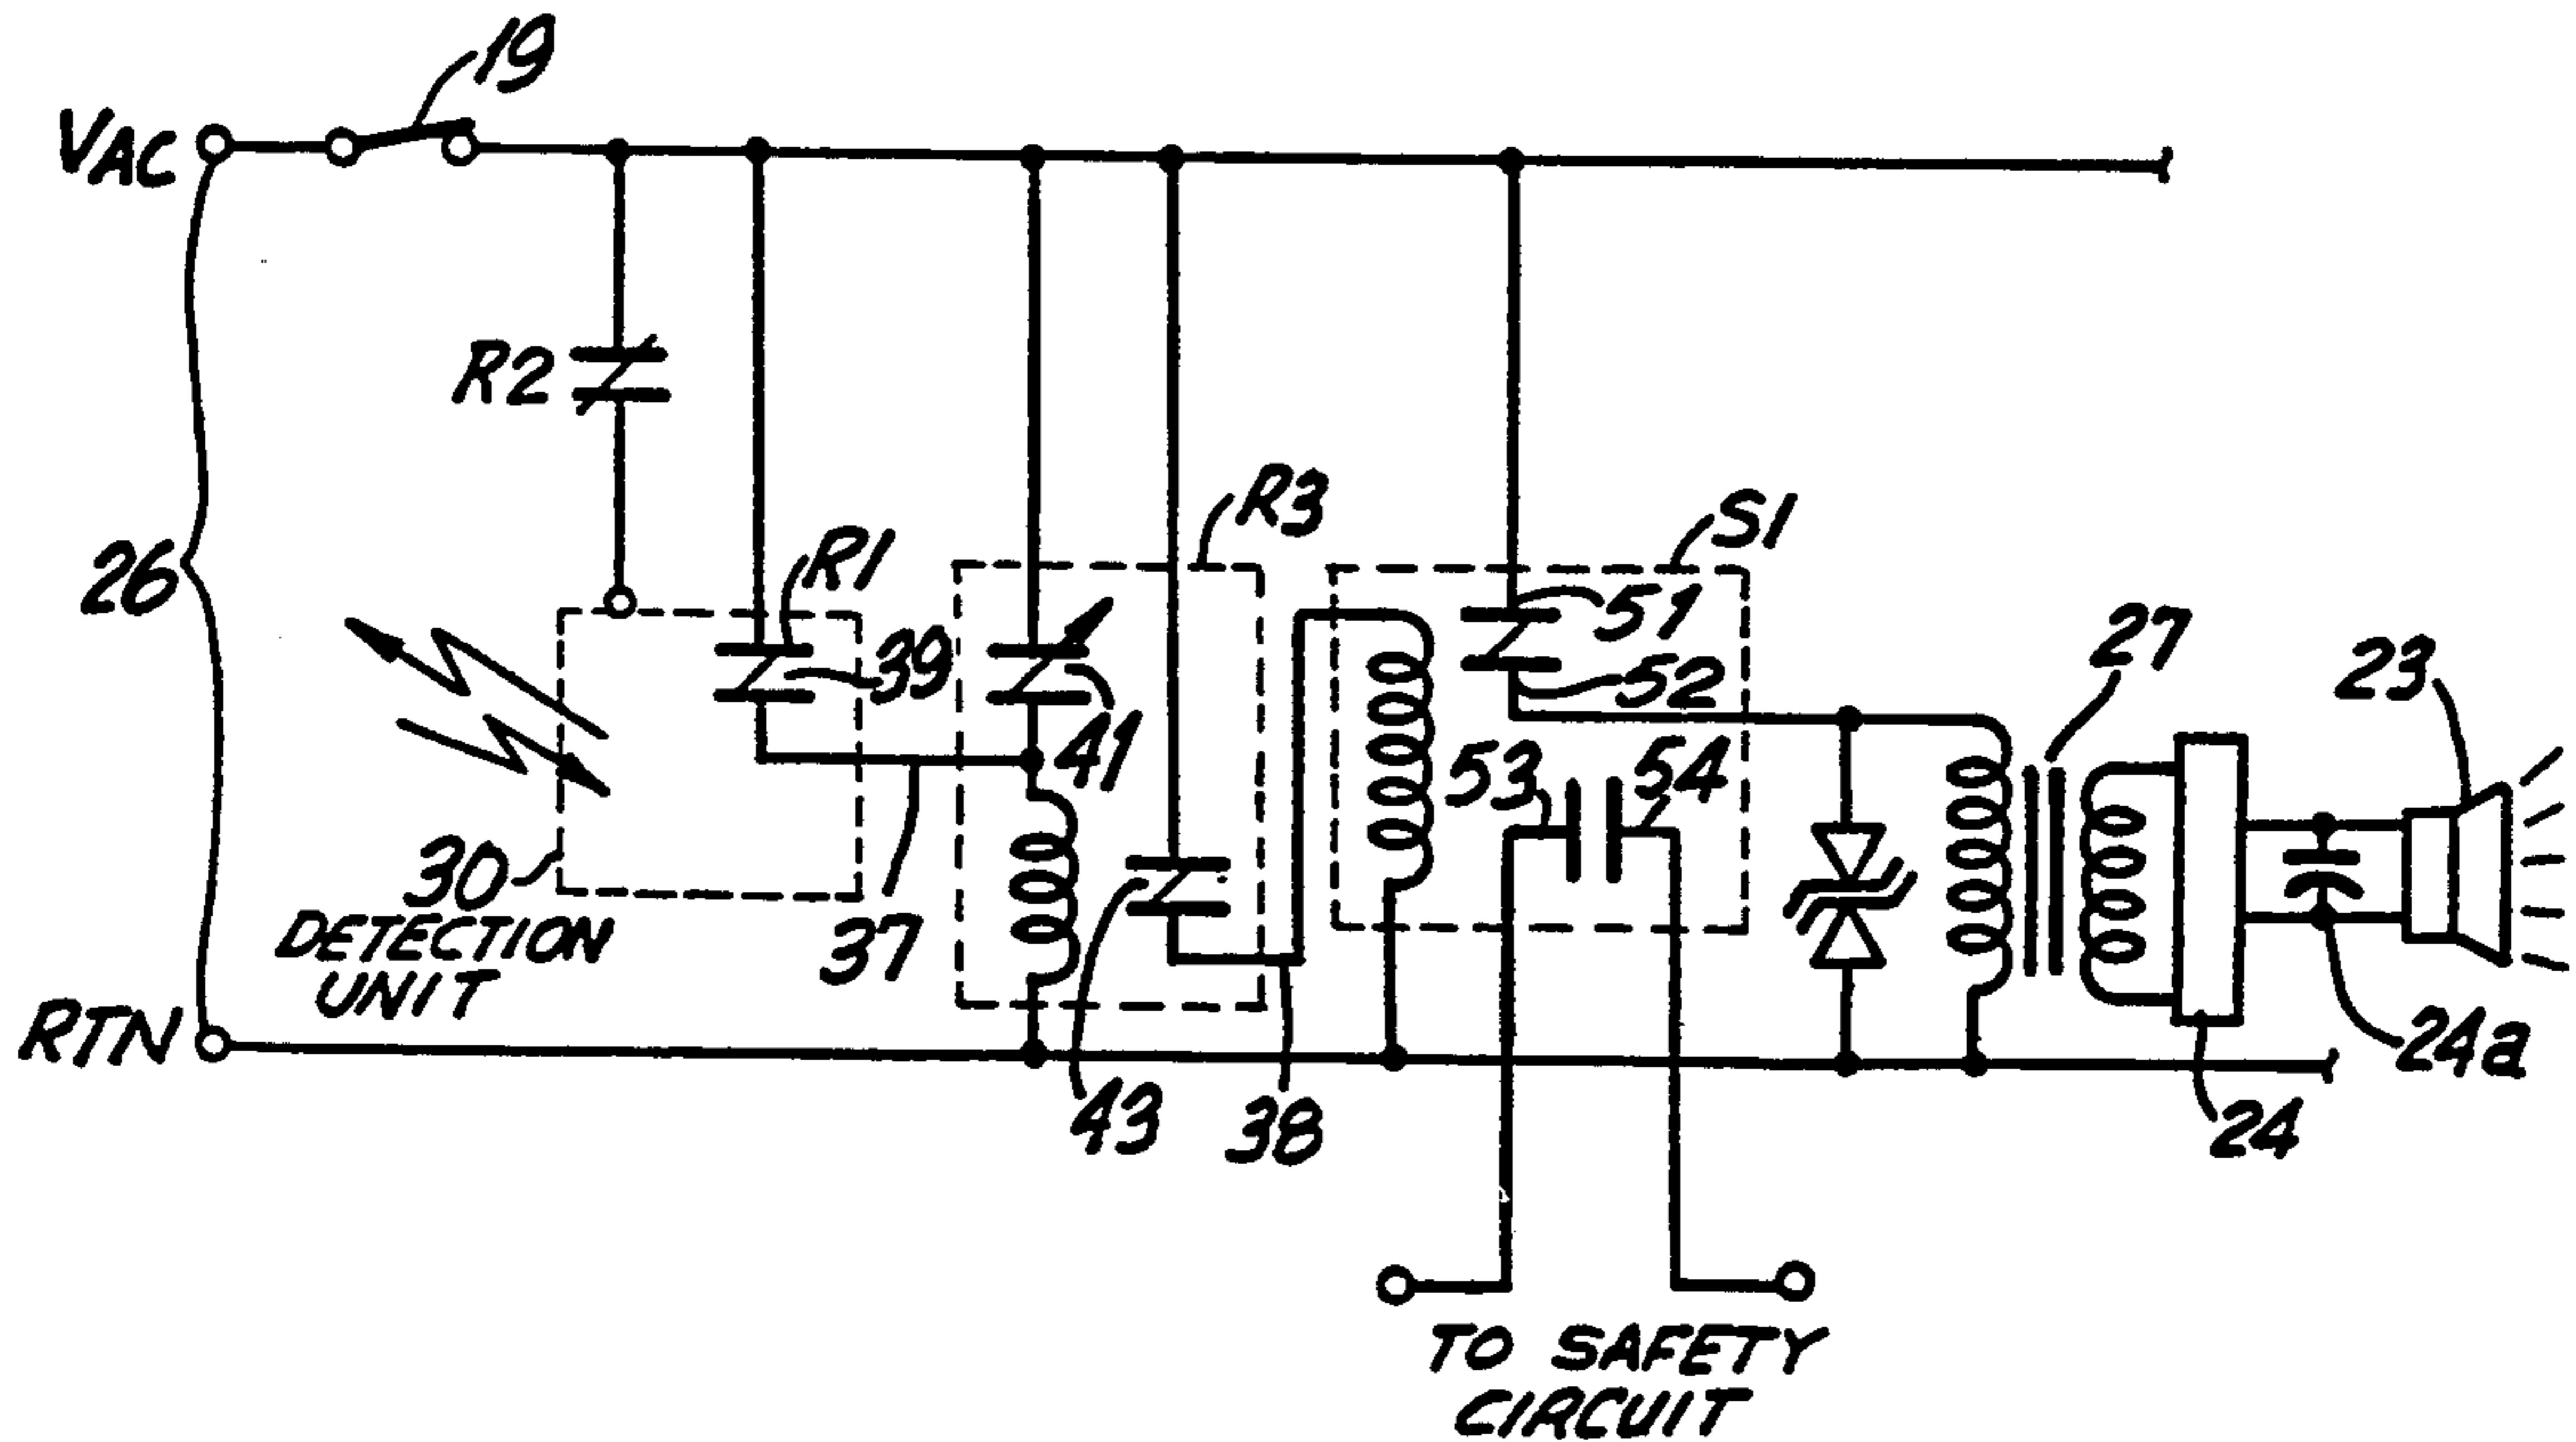 19
VAC
R2
R3
S1
R1
51
26
39
52
27
23
41
53
54
30
DETECTION
UNIT
37
RTN
43
38
24a
24
TO SAFETY
CIRCUIT